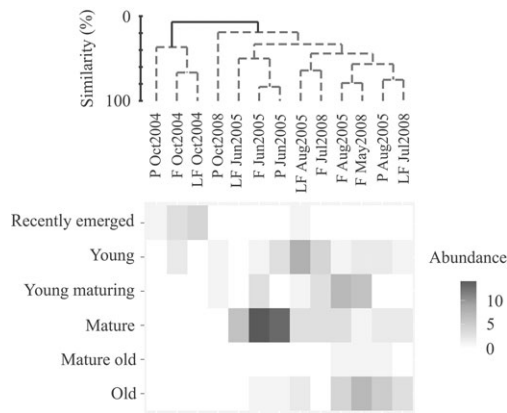 Similarity (%)
0
100
P Oct2004
F Oct2004
LF Oct2004
P Oct2008
LF Jun2005
F Jun2005
P Jun2005
LF Aug2005
F Jul2008
F Aug2005
F May2008
P Aug2005
LF Jul2008
Recently emerged
Young
Young maturing
Mature
Mature old
Old
Abundance
10
5
0